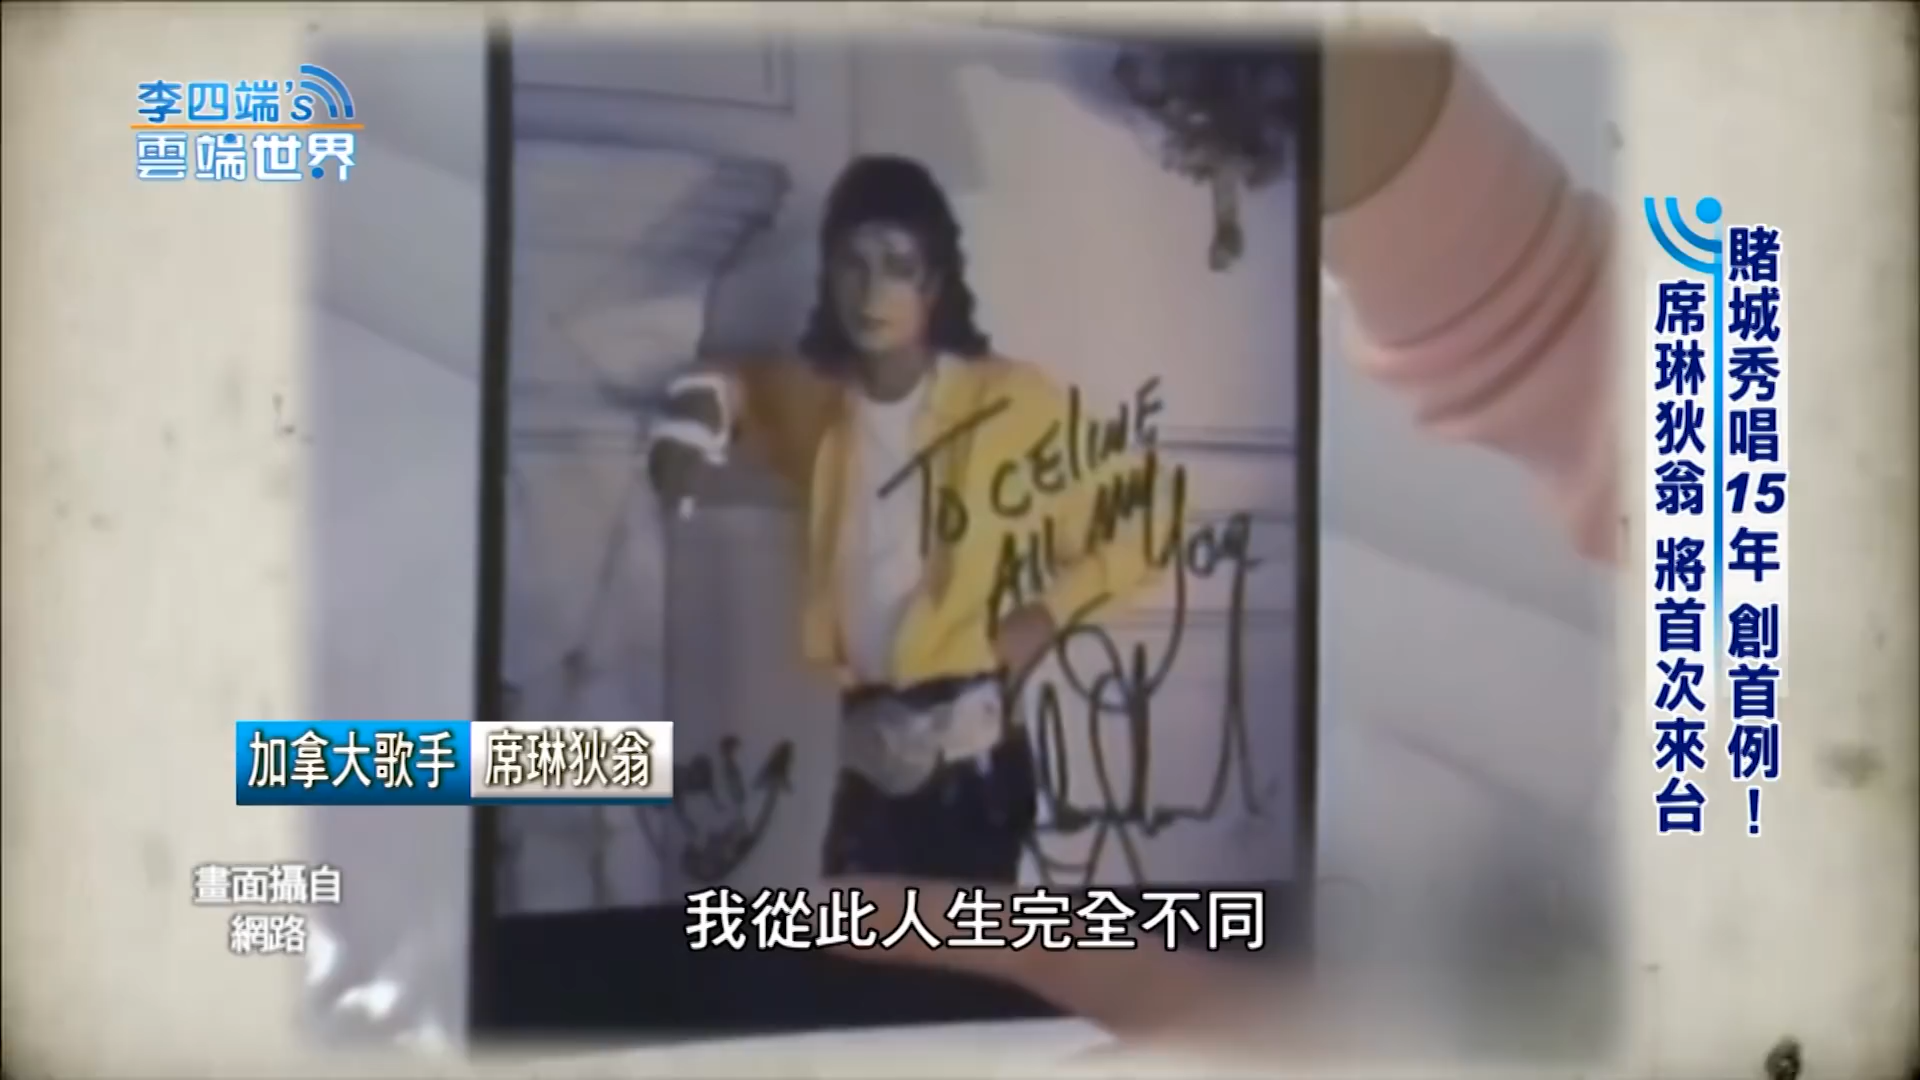 李四端's
雲端世界
賭城秀唱15年 創首例！
席琳狄翁 將首次來台
To CEliNE
All My
加拿大歌手 席琳狄翁
畫面攝自
網路
我從此人生完全不同